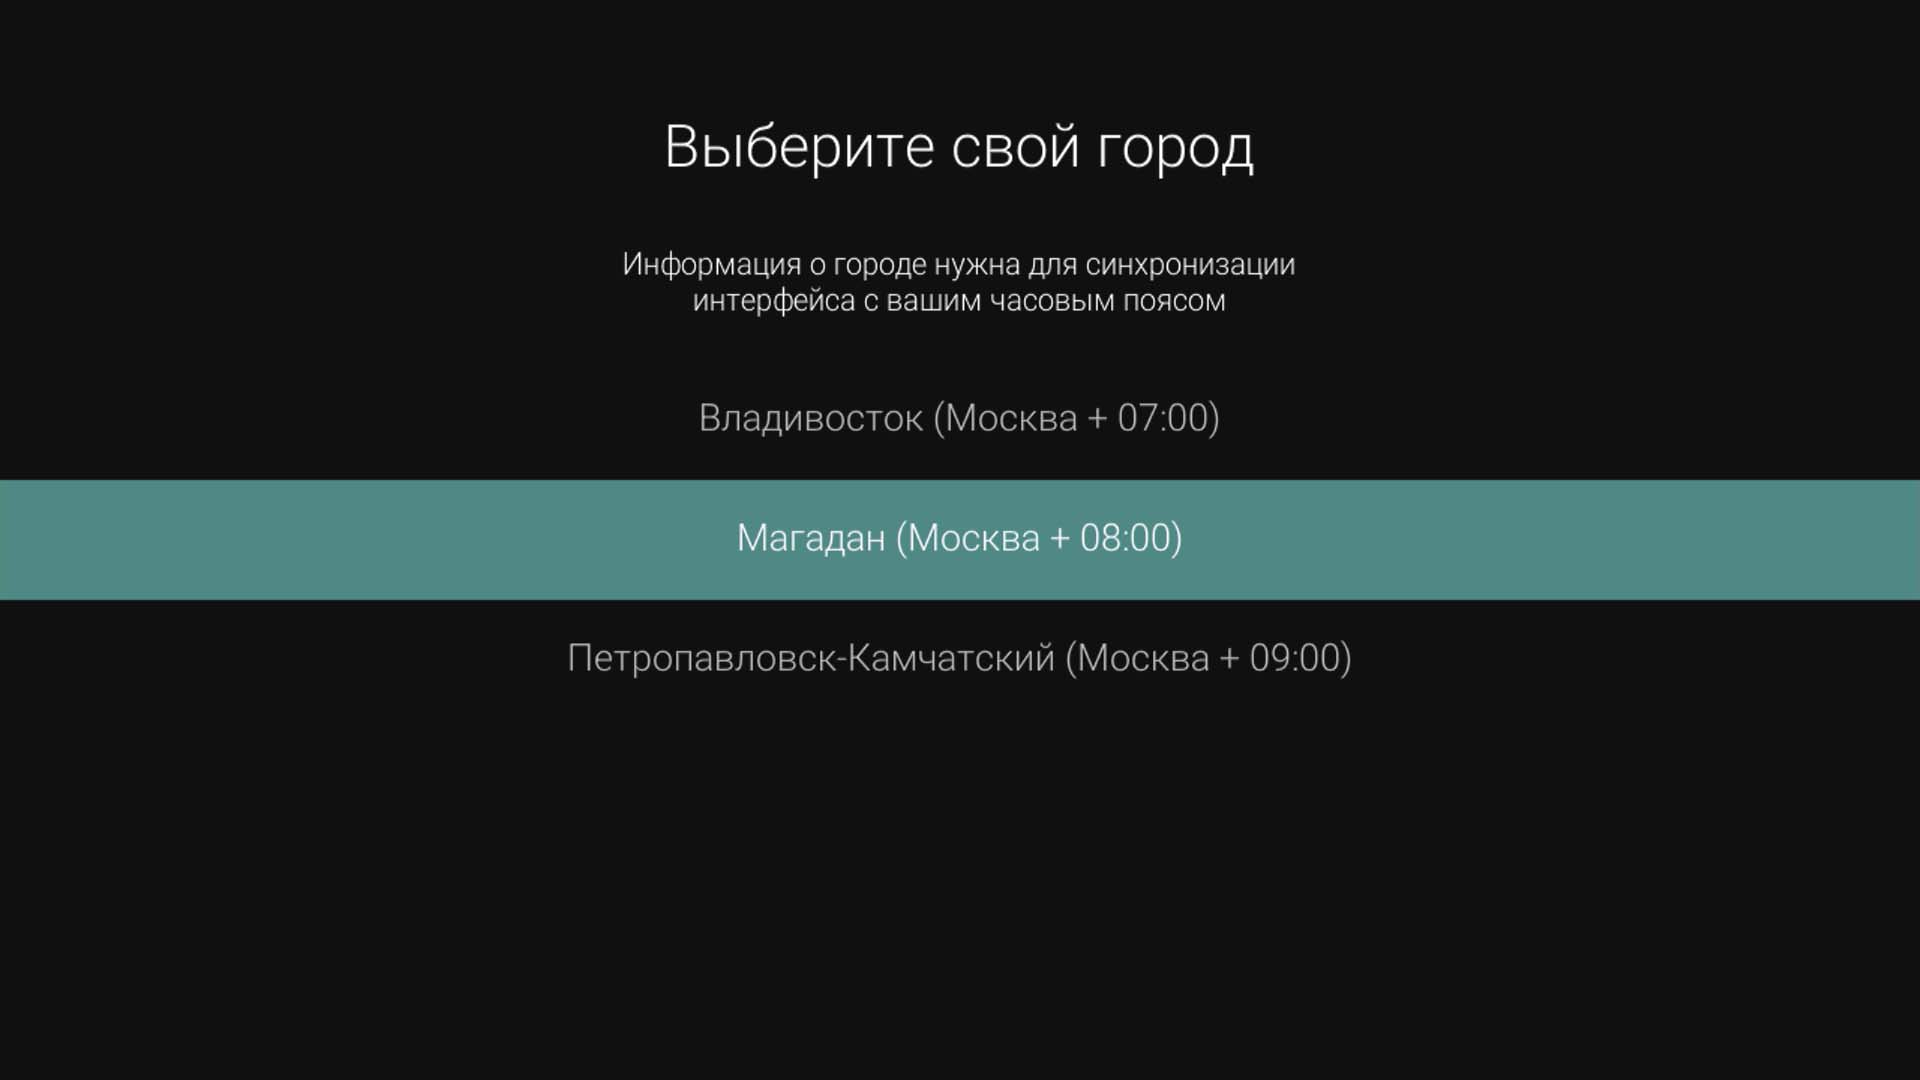 Выберите свой город
Информация о городе нужна для синхронизации
интерфейса с вашим часовым поясом
Владивосток (Москва + 07:00)
Магадан (Москва + 08:00)
Петропавловск-Камчатский (Москва + 09:00)